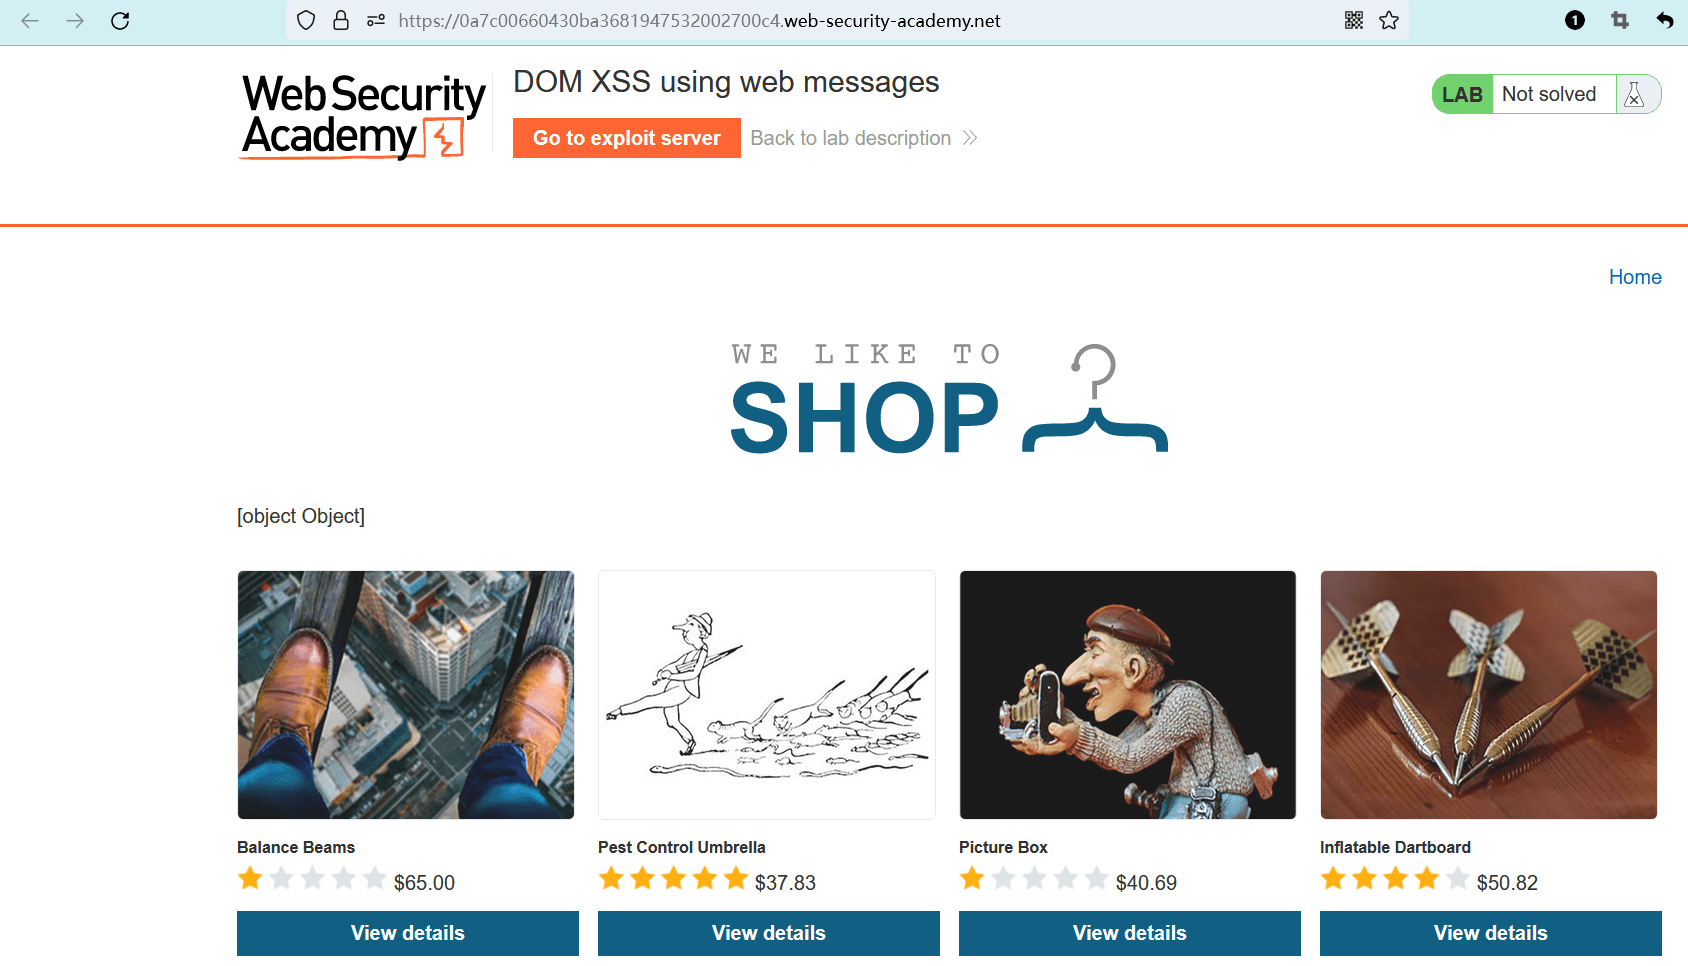 https://0a7c00660430ba3681947532002700c4.web-security-academy.net
1
Web Security
Academy
DOM XSS using web messages
Go to exploit server
Back to lab description
LAB Not solved
Home
WE LIKE TO
SHOP
[object Object]
Balance Beams
$65.00
View details
Pest Control Umbrella
$37.83
View details
Picture Box
$40.69
View details
Inflatable Dartboard
$50.82
View details